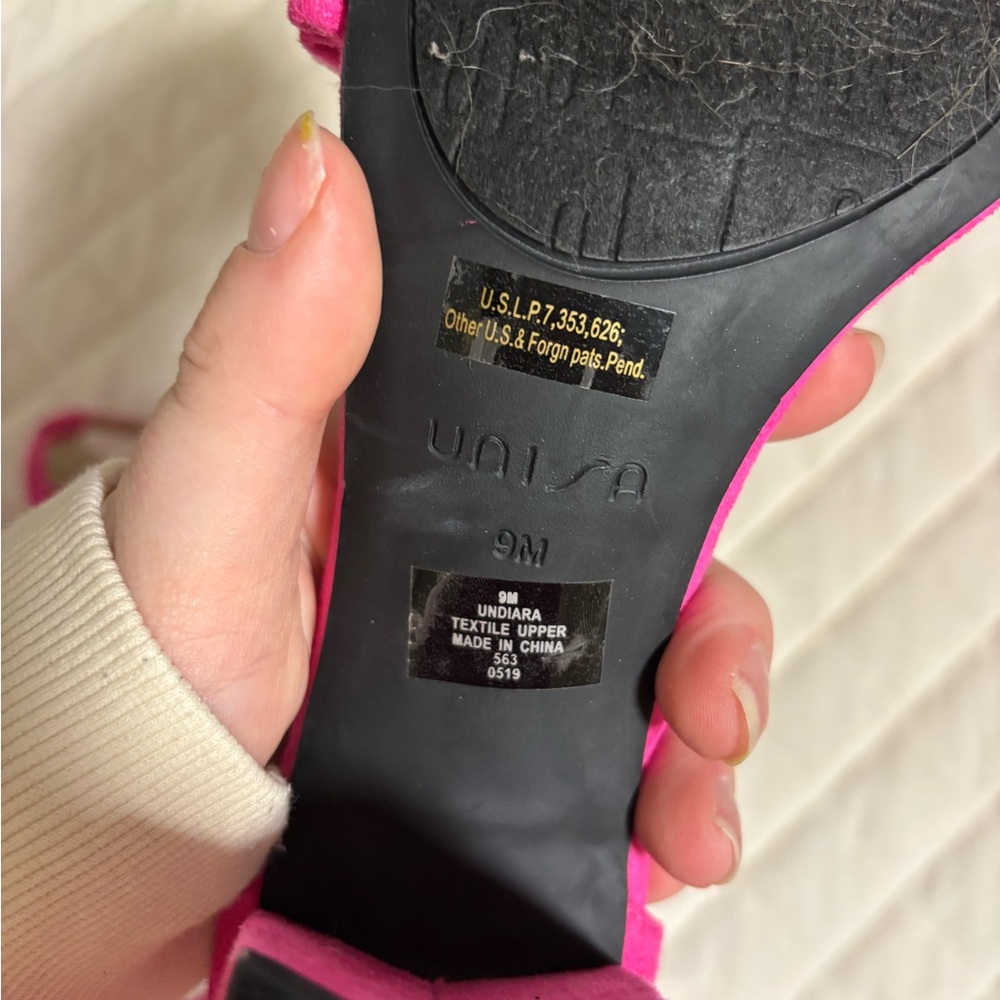 U.S.L.P.7,353,626;
Other U.S.& Forgn pats.Pend.
UNISA
9M
9M
UNDIARA
TEXTILE UPPER
MADE IN CHINA
563
0519